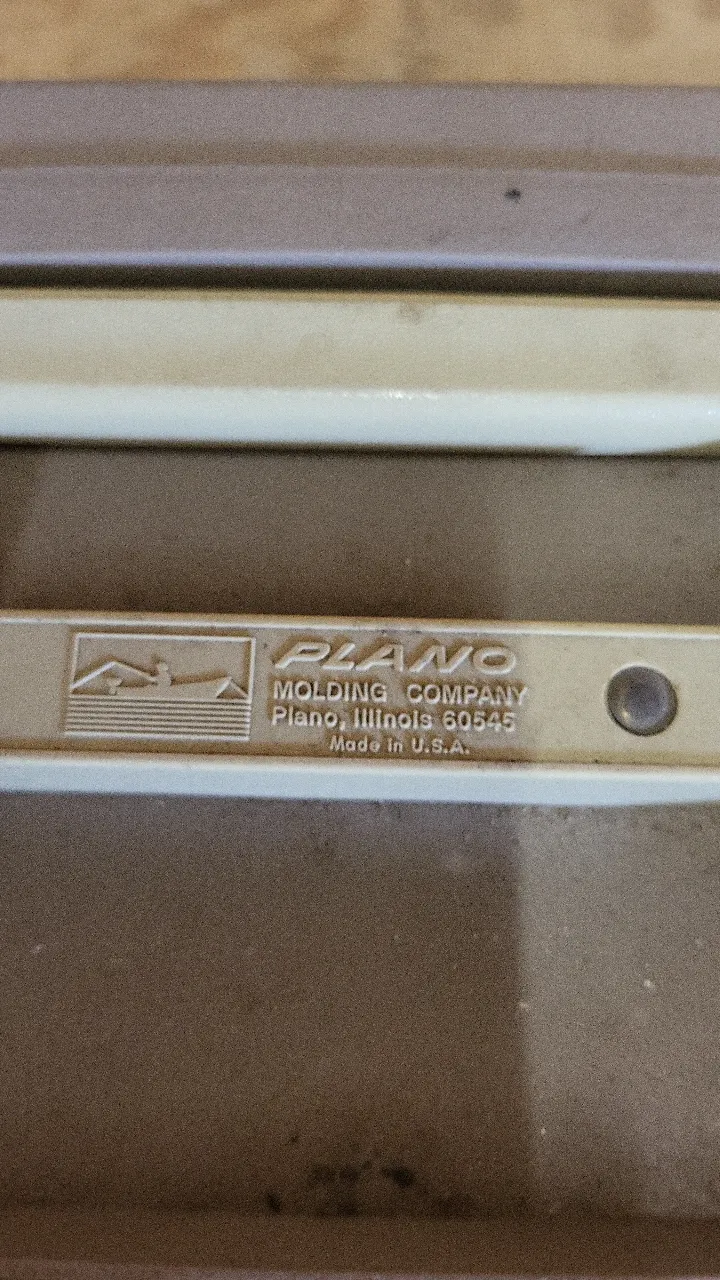 PLANO
MOLDING COMPANY
Plano, Illinois 60545
Made in U.S.A.